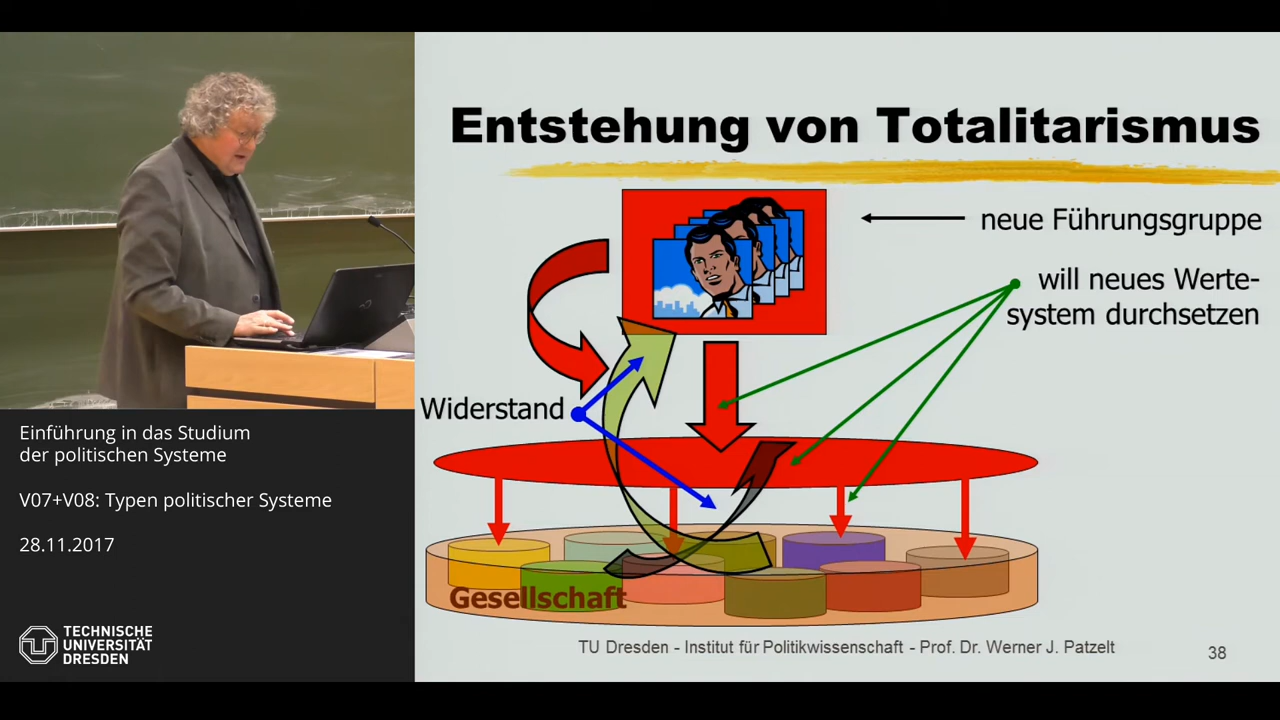 Entstehung von Totalitarismus
neue Führungsgruppe
will neues Werte-
system durchsetzen
Widerstand
Gesellschaft
TU Dresden - Institut für Politikwissenschaft - Prof. Dr. Werner J. Patzelt
38
Einführung in das Studium
der politischen Systeme
V07+V08: Typen politischer Systeme
28.11.2017
TECHNISCHE
UNIVERSITÄT
DRESDEN